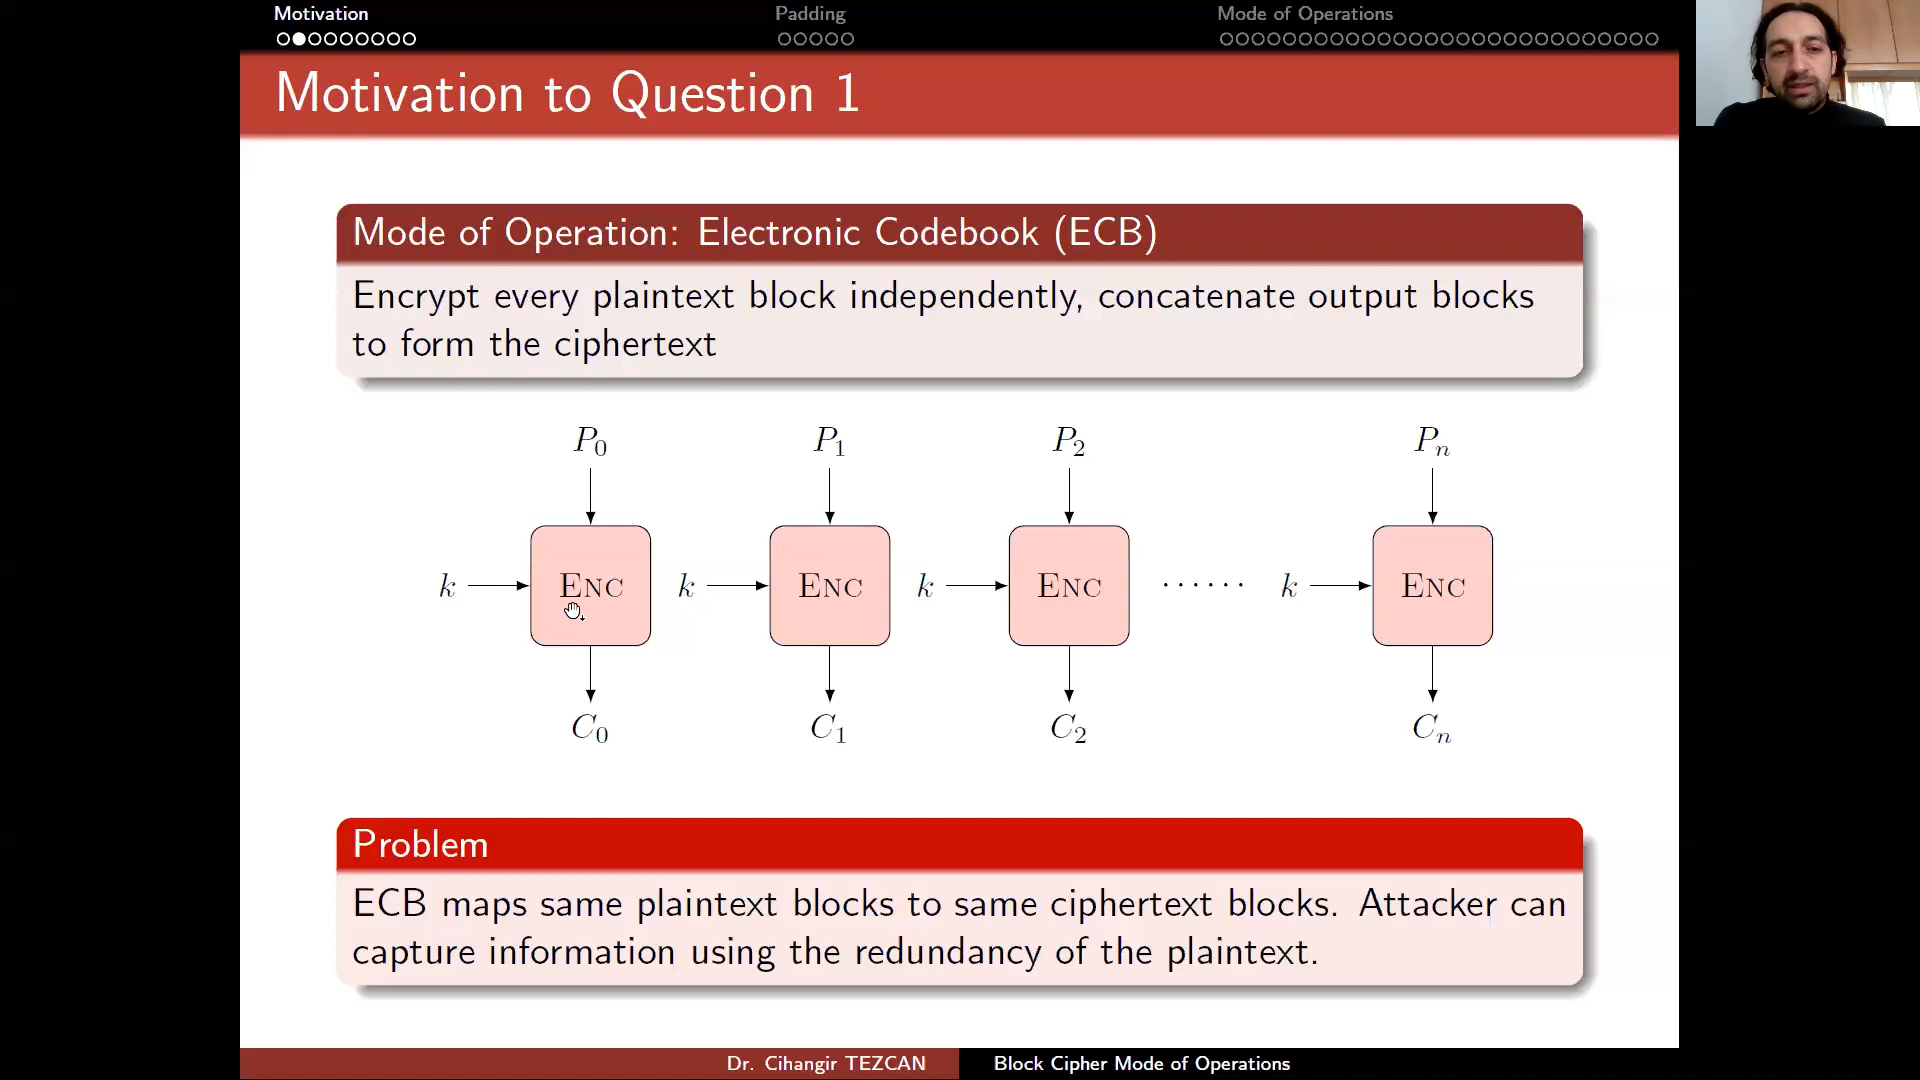 Motivation
Padding
Mode of Operations
Motivation to Question 1
Mode of Operation: Electronic Codebook (ECB)
Encrypt every plaintext block independently, concatenate output blocks
to form the ciphertext
P₀ P₁ P₂ Pₙ
k ENC k ENC k ENC ...... k ENC
C₀ C₁ C₂ Cₙ
Problem
ECB maps same plaintext blocks to same ciphertext blocks. Attacker can
capture information using the redundancy of the plaintext.
Dr. Cihangir TEZCAN
Block Cipher Mode of Operations